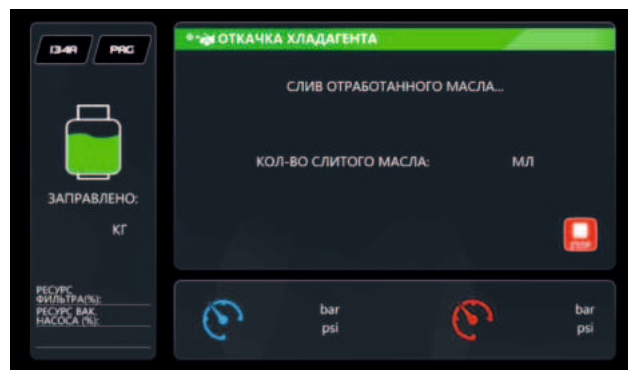 134A PAG
ЗАПРАВЛЕНО:
КГ
РЕСУРС
ФИЛЬТРА(%):
РЕСУРС ВАК.
НАСОСА (%):
ОТКАЧКА ХЛАДАГЕНТА
СЛИВ ОТРАБОТАННОГО МАСЛА...
КОЛ-ВО СЛИТОГО МАСЛА: МЛ
STOP
bar
psi
bar
psi